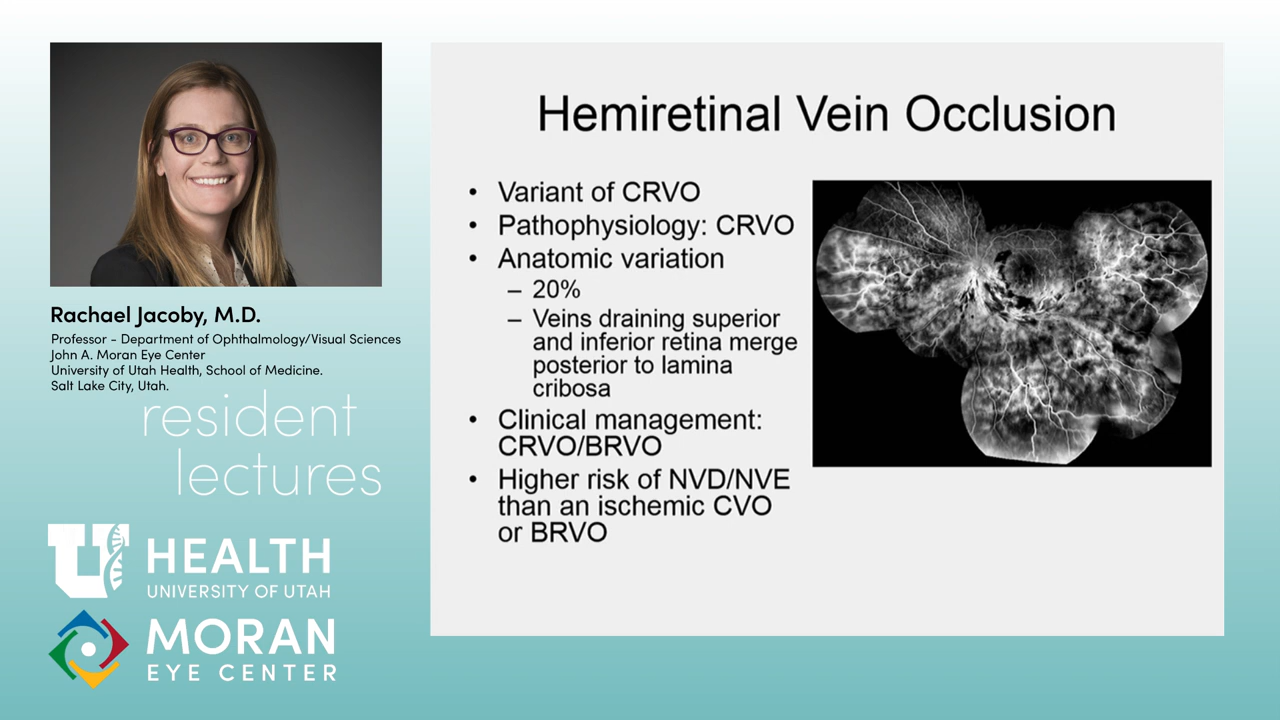 Rachael Jacoby, M.D.
Professor - Department of Ophthalmology/Visual Sciences
John A. Moran Eye Center
University of Utah Health, School of Medicine.
Salt Lake City, Utah.
resident
lectures
U HEALTH
UNIVERSITY OF UTAH
MORAN
EYE CENTER
Hemiretinal Vein Occlusion
• Variant of CRVO
• Pathophysiology: CRVO
• Anatomic variation
– 20%
– Veins draining superior
and inferior retina merge
posterior to lamina
cribosa
• Clinical management:
CRVO/BRVO
• Higher risk of NVD/NVE
than an ischemic CVO
or BRVO